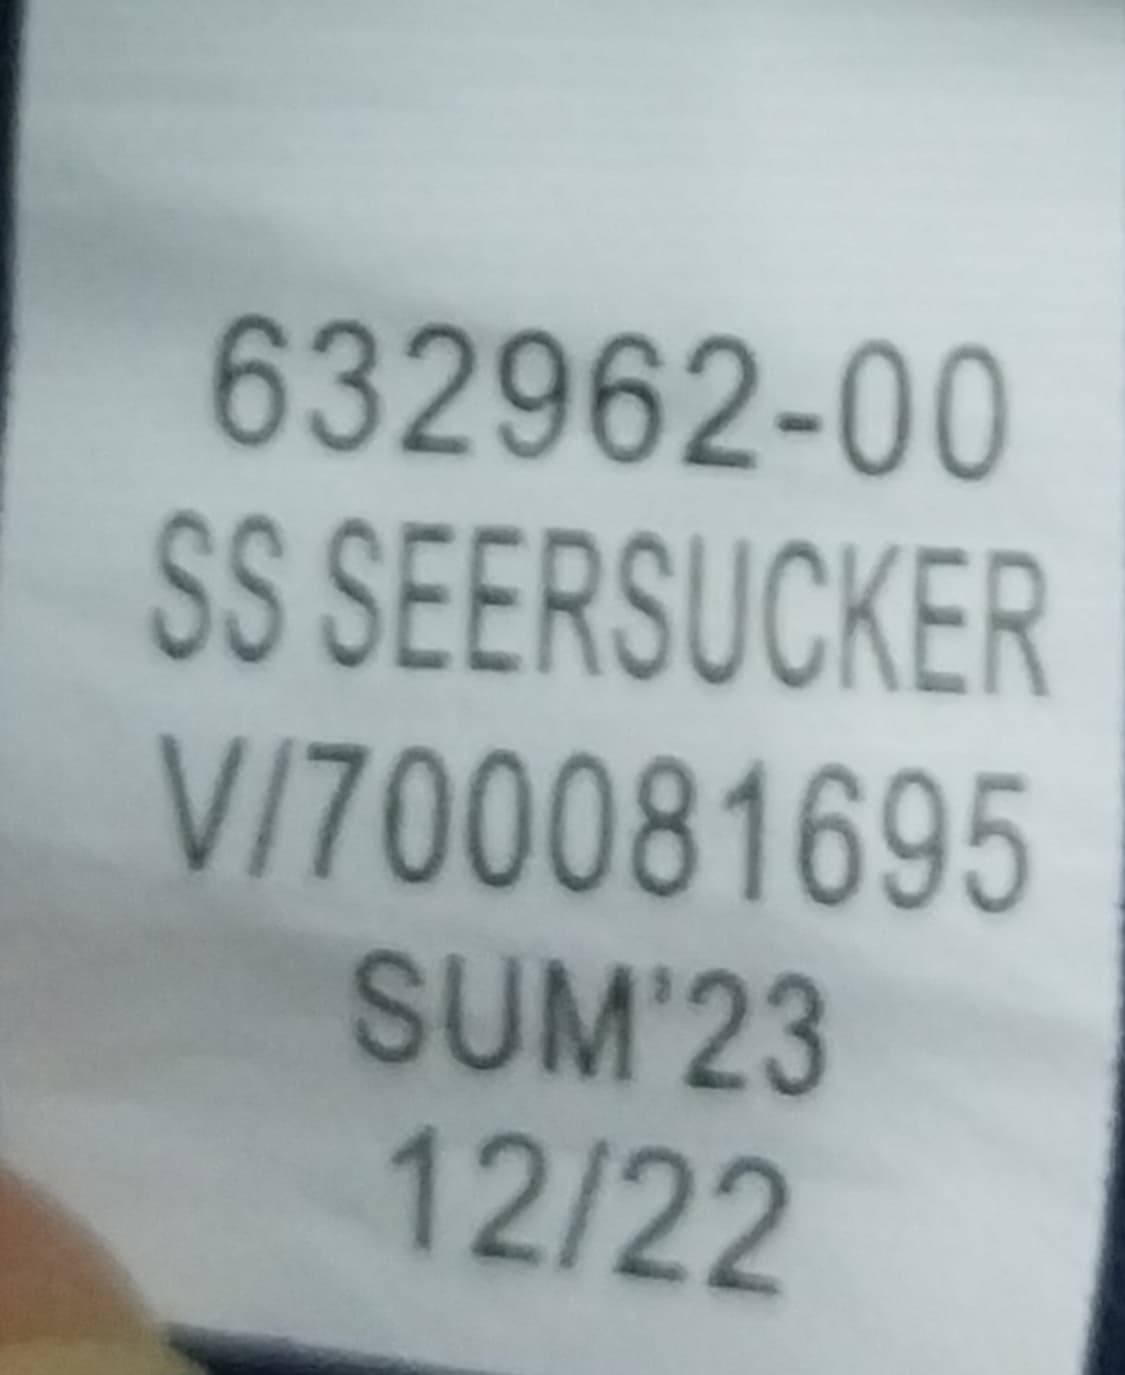 632962-00
SS SEERSUCKER
V/700081695
SUM'23
12/22